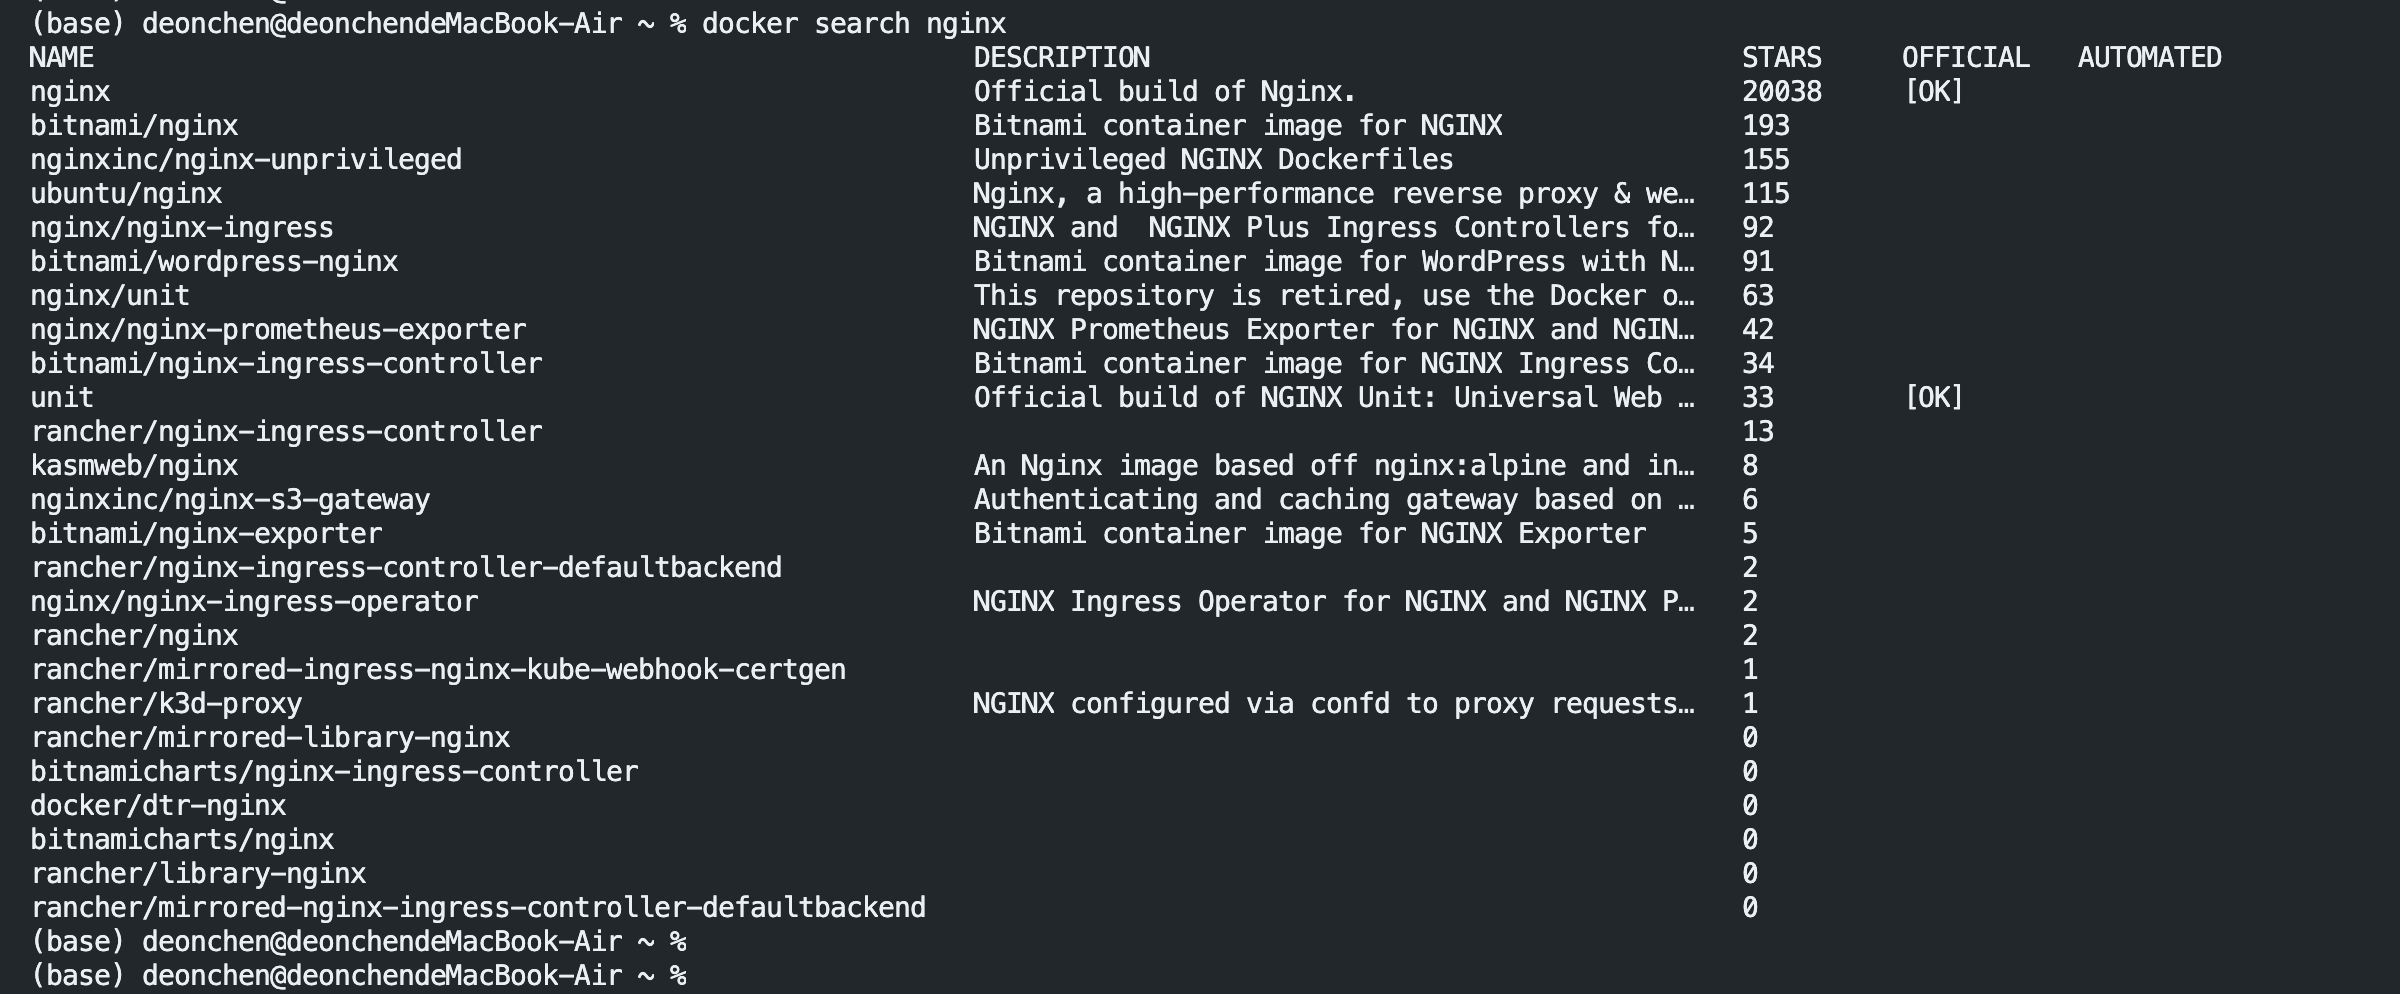 (base) deonchen@deonchendeMacBook-Air ~ % docker search nginx
NAME DESCRIPTION STARS OFFICIAL AUTOMATED
nginx Official build of Nginx. 20038 [OK]
bitnami/nginx Bitnami container image for NGINX 193
nginxinc/nginx-unprivileged Unprivileged NGINX Dockerfiles 155
ubuntu/nginx Nginx, a high-performance reverse proxy & we… 115
nginx/nginx-ingress NGINX and  NGINX Plus Ingress Controllers fo… 92
bitnami/wordpress-nginx Bitnami container image for WordPress with N… 91
nginx/unit This repository is retired, use the Docker o… 63
nginx/nginx-prometheus-exporter NGINX Prometheus Exporter for NGINX and NGIN… 42
bitnami/nginx-ingress-controller Bitnami container image for NGINX Ingress Co… 34
unit Official build of NGINX Unit: Universal Web … 33 [OK]
rancher/nginx-ingress-controller 13
kasmweb/nginx An Nginx image based off nginx:alpine and in… 8
nginxinc/nginx-s3-gateway Authenticating and caching gateway based on … 6
bitnami/nginx-exporter Bitnami container image for NGINX Exporter 5
rancher/nginx-ingress-controller-defaultbackend 2
nginx/nginx-ingress-operator NGINX Ingress Operator for NGINX and NGINX P… 2
rancher/nginx 2
rancher/mirrored-ingress-nginx-kube-webhook-certgen 1
rancher/k3d-proxy NGINX configured via confd to proxy requests… 1
rancher/mirrored-library-nginx 0
bitnamicharts/nginx-ingress-controller 0
docker/dtr-nginx 0
bitnamicharts/nginx 0
rancher/library-nginx 0
rancher/mirrored-nginx-ingress-controller-defaultbackend 0
(base) deonchen@deonchendeMacBook-Air ~ %
(base) deonchen@deonchendeMacBook-Air ~ %